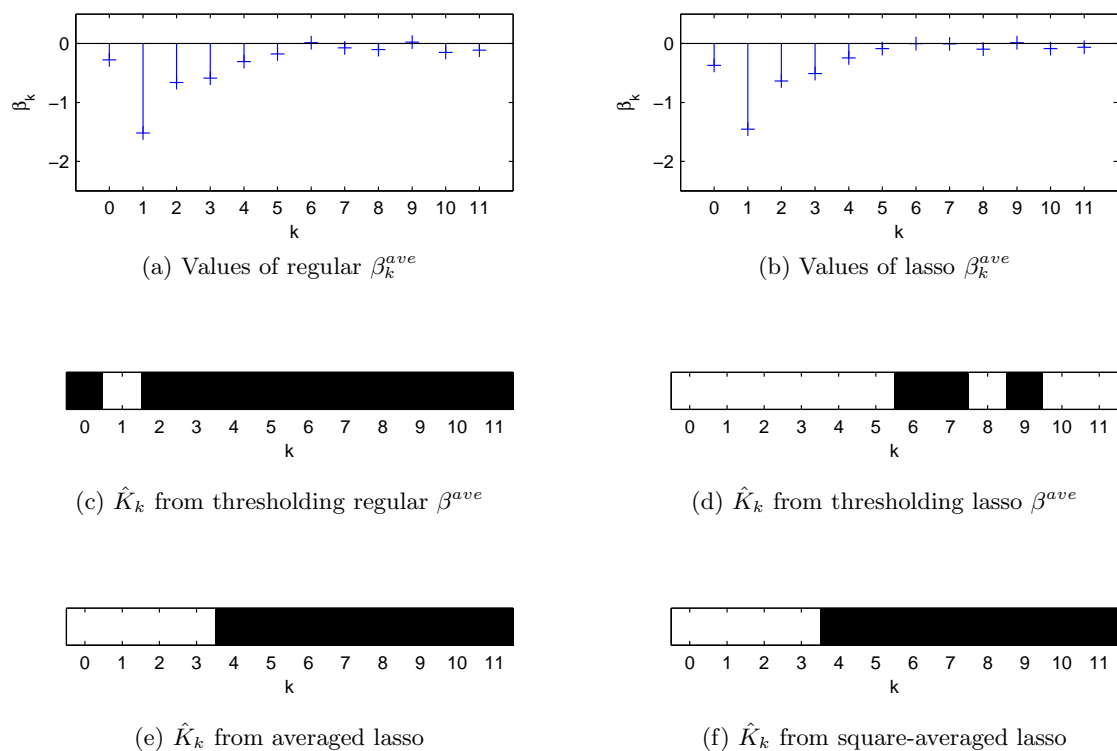 0
−1
−2
β_k
0 1 2 3 4 5 6 7 8 9 10 11
k
(a) Values of regular β_k^{ave}
0
−1
−2
β_k
0 1 2 3 4 5 6 7 8 9 10 11
k
(b) Values of lasso β_k^{ave}
0 1 2 3 4 5 6 7 8 9 10 11
k
(c) K̂_k from thresholding regular β^{ave}
0 1 2 3 4 5 6 7 8 9 10 11
k
(d) K̂_k from thresholding lasso β^{ave}
0 1 2 3 4 5 6 7 8 9 10 11
k
(e) K̂_k from averaged lasso
0 1 2 3 4 5 6 7 8 9 10 11
k
(f) K̂_k from square-averaged lasso